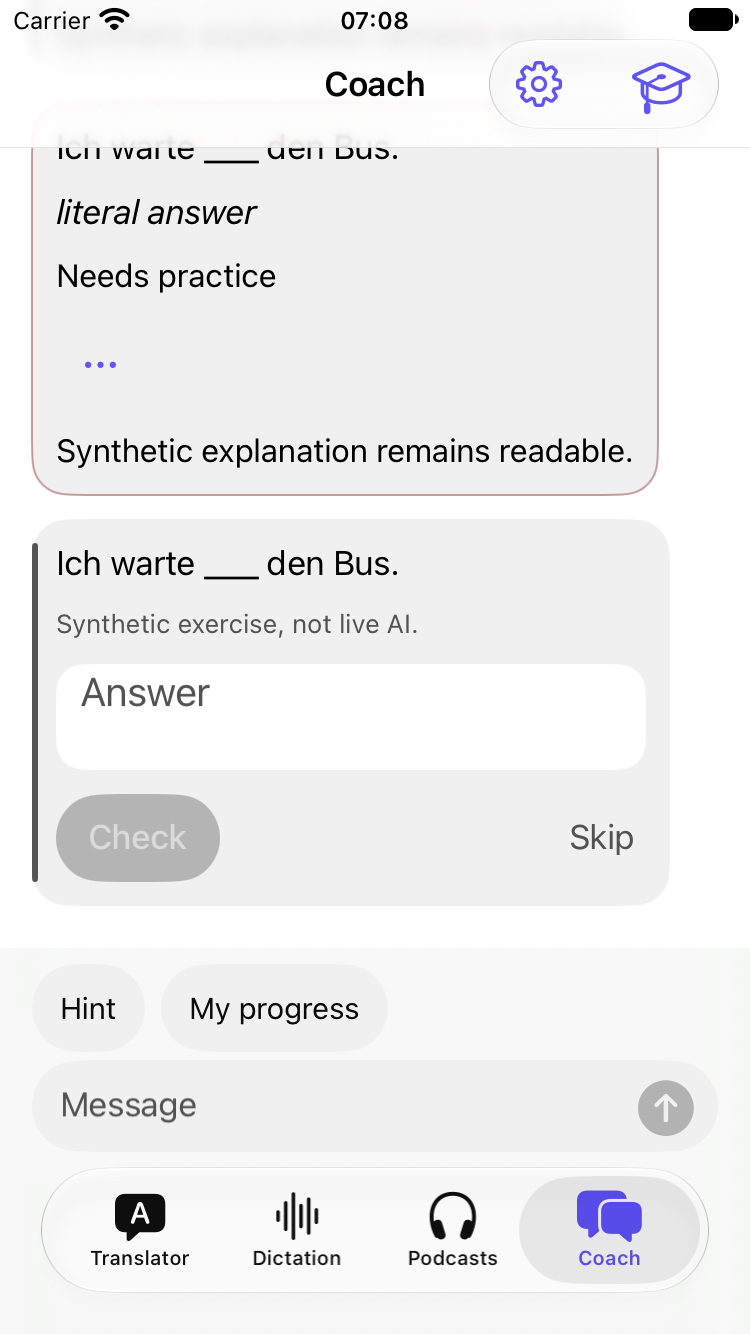 Carrier
07:08
Coach
Ich warte ___ den Bus.
literal answer
Needs practice
...
Synthetic explanation remains readable.
Ich warte ___ den Bus.
Synthetic exercise, not live AI.
Answer
Check
Skip
Hint
My progress
Message
A
Translator
Dictation
Podcasts
Coach